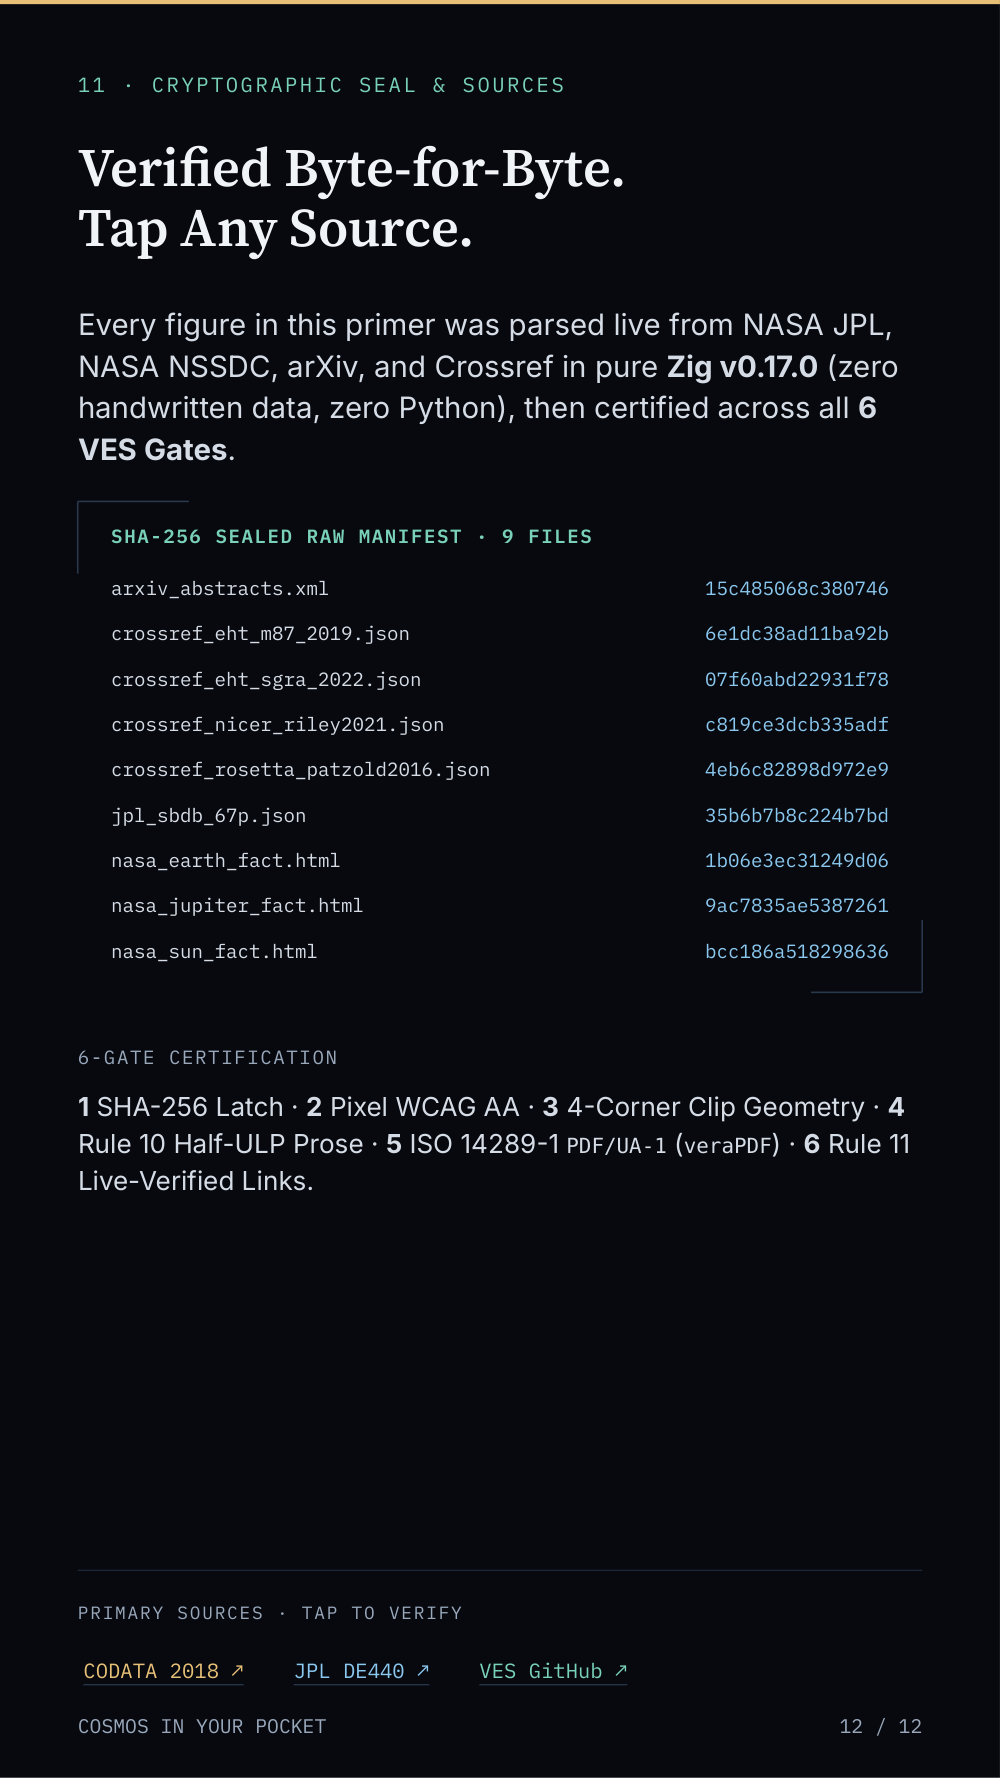 11 · CRYPTOGRAPHIC SEAL & SOURCES
Verified Byte-for-Byte.
Tap Any Source.
Every figure in this primer was parsed live from NASA JPL,
NASA NSSDC, arXiv, and Crossref in pure Zig v0.17.0 (zero
handwritten data, zero Python), then certified across all 6
VES Gates.
SHA-256 SEALED RAW MANIFEST · 9 FILES
arxiv_abstracts.xml 15c485068c380746
crossref_eht_m87_2019.json 6e1dc38ad11ba92b
crossref_eht_sgra_2022.json 07f60abd22931f78
crossref_nicer_riley2021.json c819ce3dcb335adf
crossref_rosetta_patzold2016.json 4eb6c82898d972e9
jpl_sbdb_67p.json 35b6b7b8c224b7bd
nasa_earth_fact.html 1b06e3ec31249d06
nasa_jupiter_fact.html 9ac7835ae5387261
nasa_sun_fact.html bcc186a518298636
6-GATE CERTIFICATION
1 SHA-256 Latch · 2 Pixel WCAG AA · 3 4-Corner Clip Geometry · 4
Rule 10 Half-ULP Prose · 5 ISO 14289-1 PDF/UA-1 (veraPDF) · 6 Rule 11
Live-Verified Links.
PRIMARY SOURCES · TAP TO VERIFY
CODATA 2018 ↗ JPL DE440 ↗ VES GitHub ↗
COSMOS IN YOUR POCKET 12 / 12